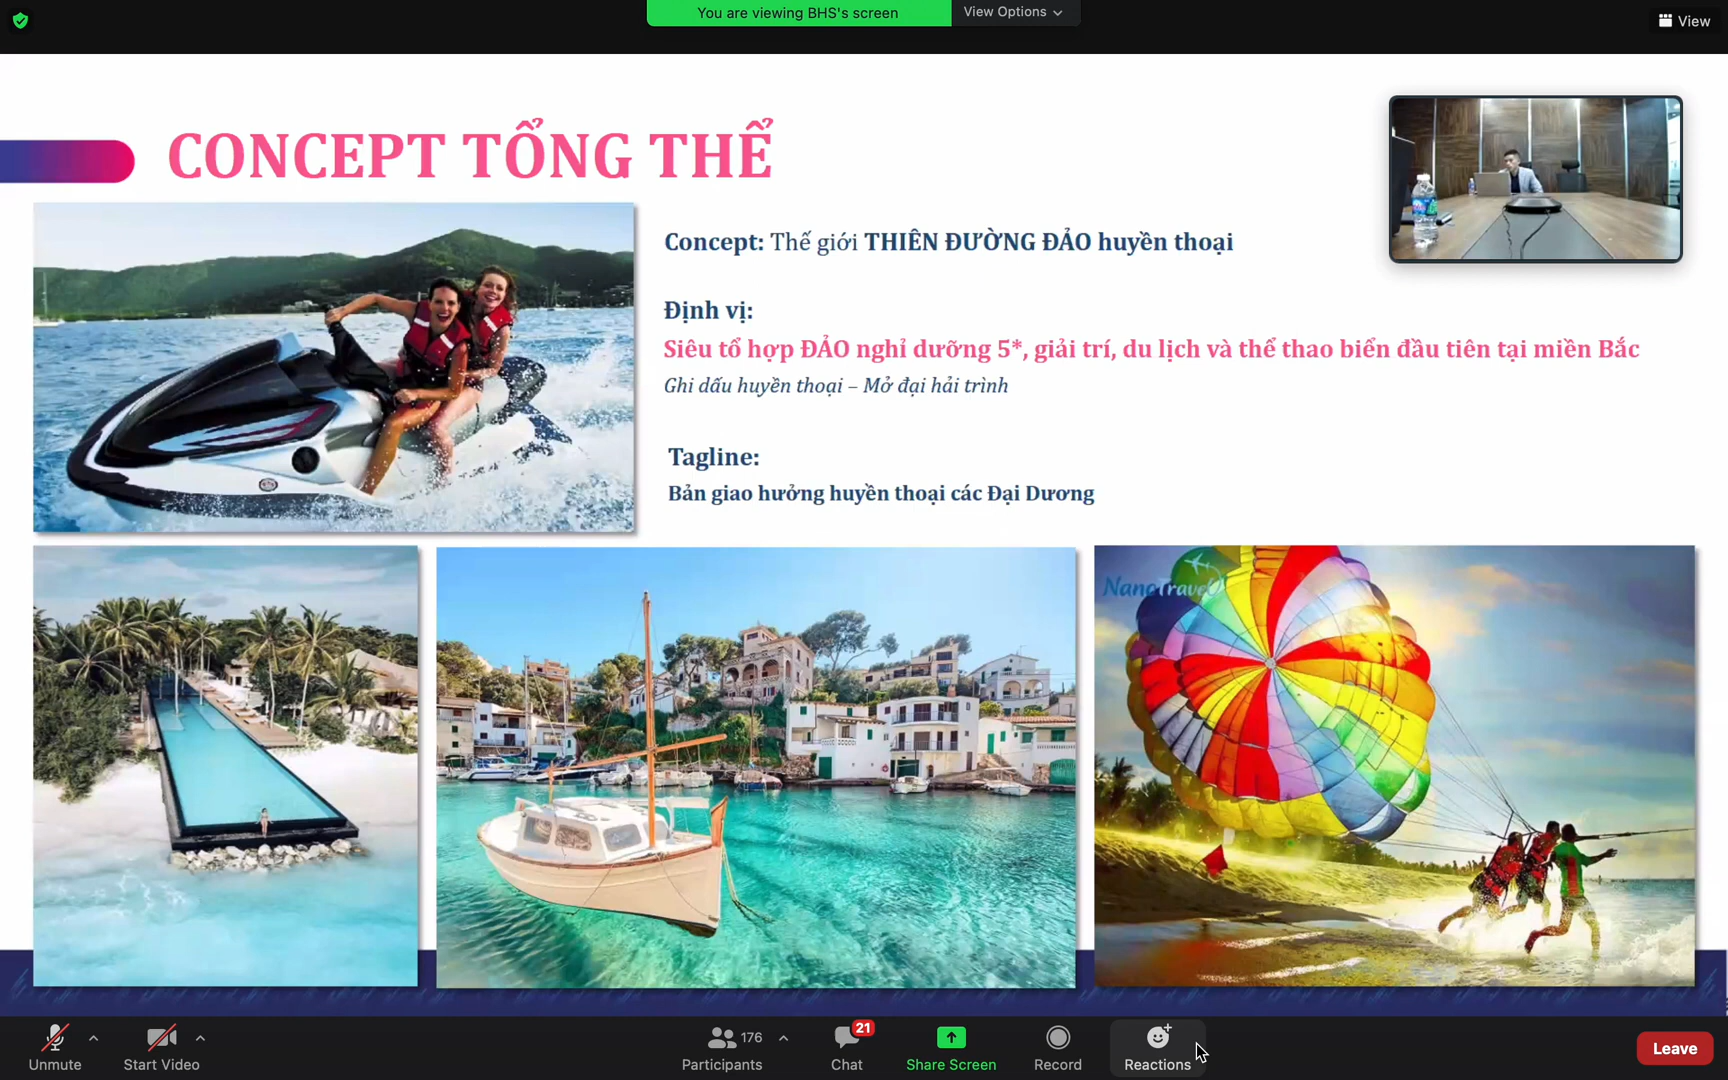 You are viewing BHS's screen
View Options
View
CONCEPT TỔNG THỂ
Concept: Thế giới THIÊN ĐƯỜNG ĐẢO huyền thoại
Định vị:
Siêu tổ hợp ĐẢO nghỉ dưỡng 5*, giải trí, du lịch và thể thao biển đầu tiên tại miền Bắc
Ghi dấu huyền thoại – Mở đại hải trình
Tagline:
Bản giao hưởng huyền thoại các Đại Dương
NanoTravel
Unmute
Start Video
176
Participants
21
Chat
Share Screen
Record
Reactions
Leave